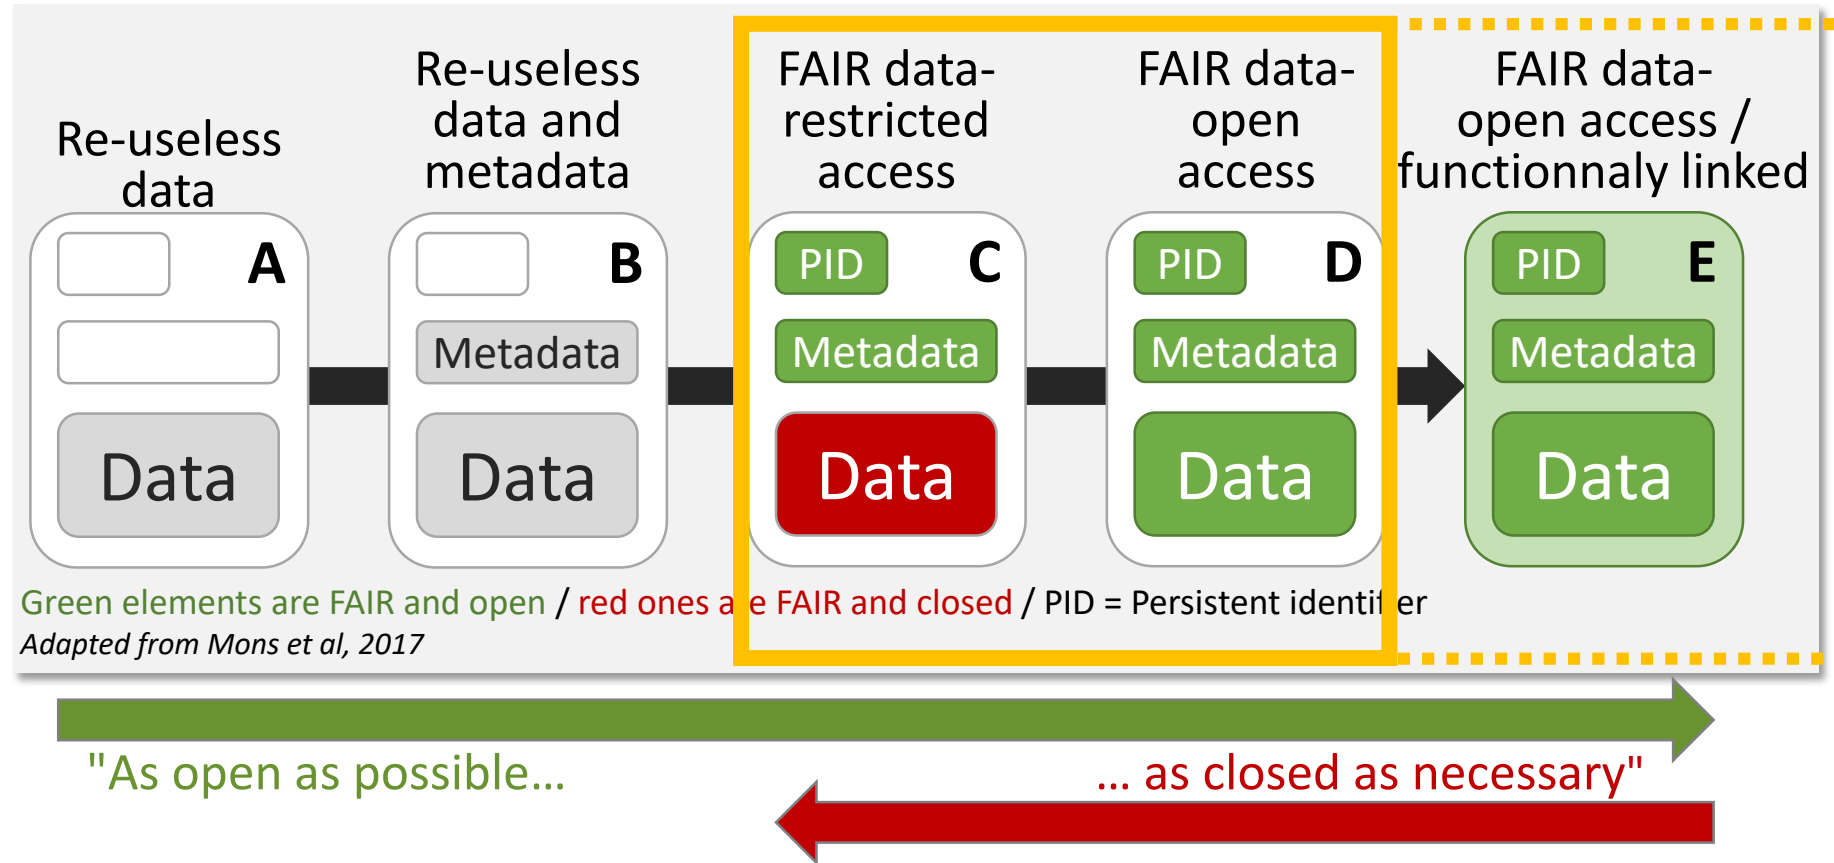 Re-useless
data
Re-useless
data and
metadata
FAIR data-
restricted
access
FAIR data-
open
access
FAIR data-
open access /
functionnaly linked
A
Data
B
Metadata
Data
PID
C
Metadata
Data
PID
D
Metadata
Data
PID
E
Metadata
Data
Green elements are FAIR and open / red ones are FAIR and closed / PID = Persistent identifier
Adapted from Mons et al, 2017
"As open as possible…
… as closed as necessary"